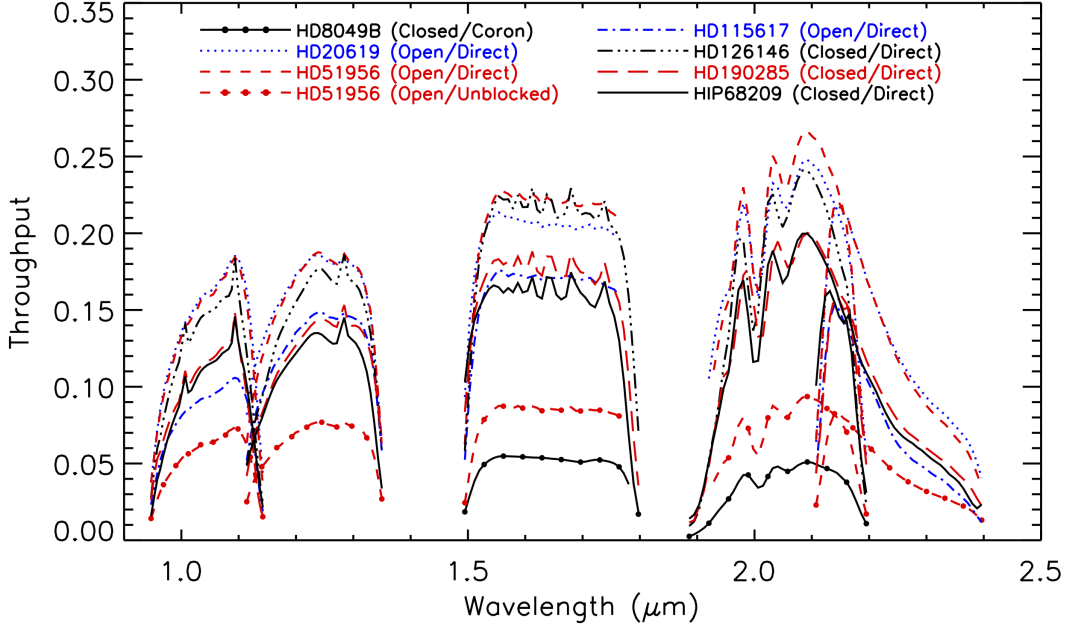 0.35
0.30
0.25
0.20
0.15
0.10
0.05
0.00
Throughput
HD8049B (Closed/Coron)
HD20619 (Open/Direct)
HD51956 (Open/Direct)
HD51956 (Open/Unblocked)
HD115617 (Open/Direct)
HD126146 (Closed/Direct)
HD190285 (Closed/Direct)
HIP68209 (Closed/Direct)
1.0 1.5 2.0 2.5
Wavelength (μm)